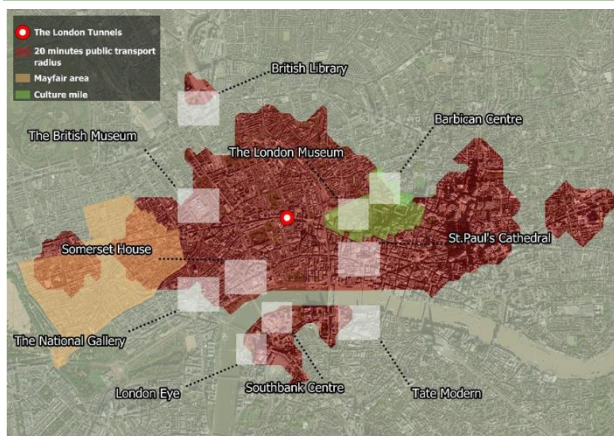 The London Tunnels
20 minutes public transport
radius
Mayfair area
Culture mile
British Library
Barbican Centre
The British Museum
The London Museum
St.Paul's Cathedral
Somerset House
The National Gallery
London Eye
Southbank Centre
Tate Modern